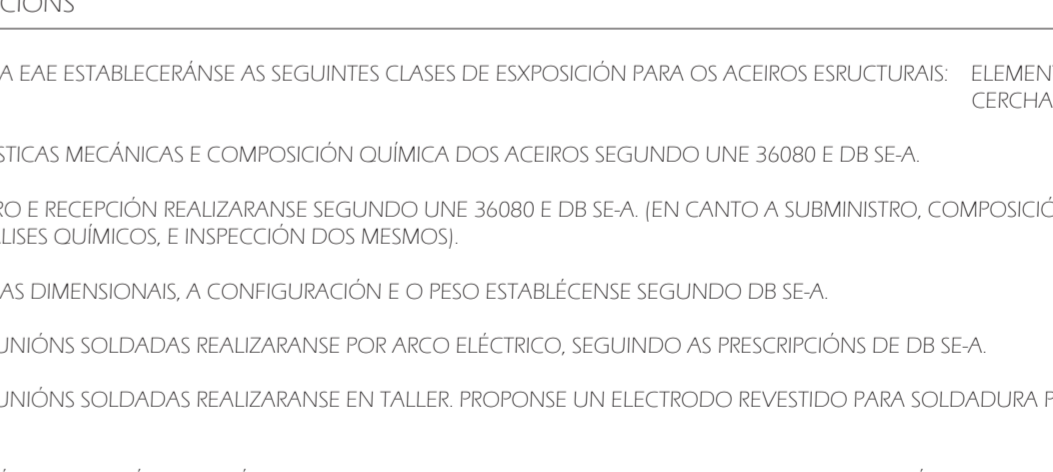 A EAE ESTABLECERÁNSE AS SEGUINTES CLASES DE ESXPOSICIÓN PARA OS ACEIROS ESRUCTURAIS: ELEMEN
CERCHA
STICAS MECÁNICAS E COMPOSICIÓN QUÍMICA DOS ACEIROS SEGUNDO UNE 36080 E DB SE-A.
RO E RECEPCIÓN REALIZARANSE SEGUNDO UNE 36080 E DB SE-A. (EN CANTO A SUBMINISTRO, COMPOSICIÓ
LISES QUÍMICOS, E INSPECCIÓN DOS MESMOS).
AS DIMENSIONAIS, A CONFIGURACIÓN E O PESO ESTABLÉCENSE SEGUNDO DB SE-A.
UNIÓNS SOLDADAS REALIZARANSE POR ARCO ELÉCTRICO, SEGUINDO AS PRESCRIPCIÓNS DE DB SE-A.
UNIÓNS SOLDADAS REALIZARANSE EN TALLER. PROPONSE UN ELECTRODO REVESTIDO PARA SOLDADURA P